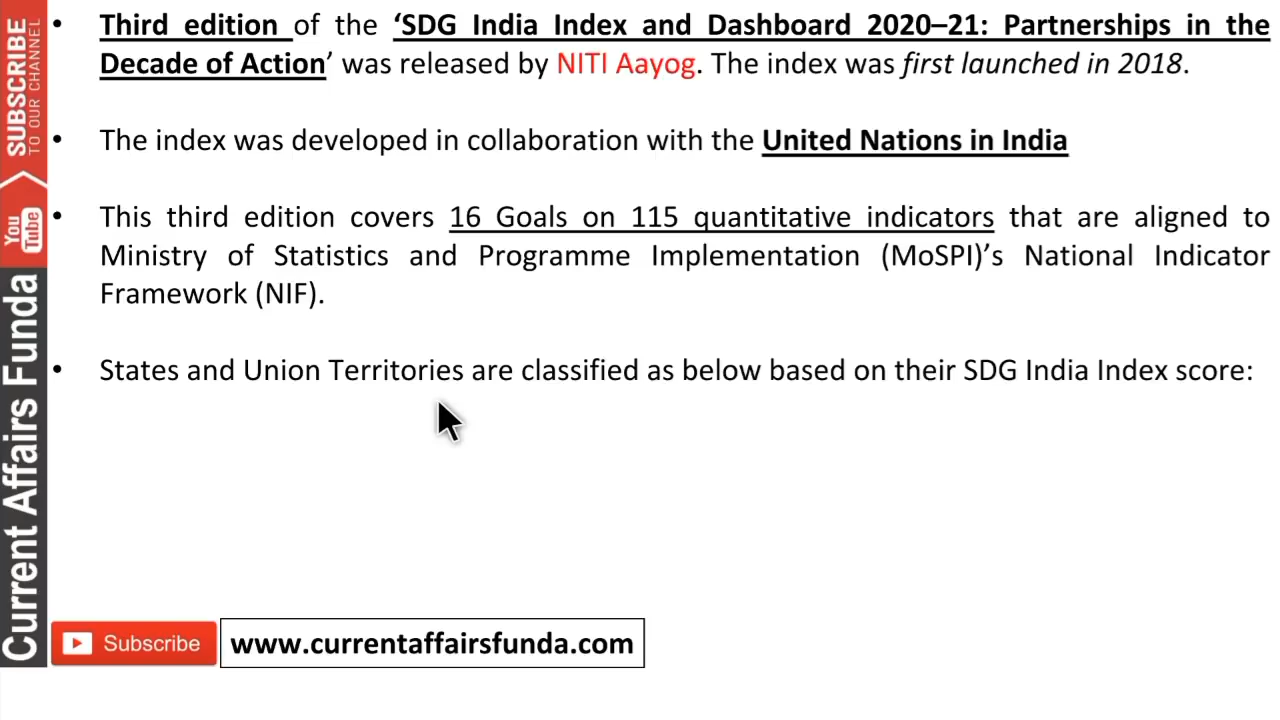 • Third edition of the ‘SDG India Index and Dashboard 2020–21: Partnerships in the
Decade of Action’ was released by NITI Aayog. The index was first launched in 2018.
• The index was developed in collaboration with the United Nations in India
• This third edition covers 16 Goals on 115 quantitative indicators that are aligned to
Ministry of Statistics and Programme Implementation (MoSPI)’s National Indicator
Framework (NIF).
• States and Union Territories are classified as below based on their SDG India Index score:
SUBSCRIBE
TO OUR CHANNEL
YouTube
Current Affairs Funda
Subscribe
www.currentaffairsfunda.com